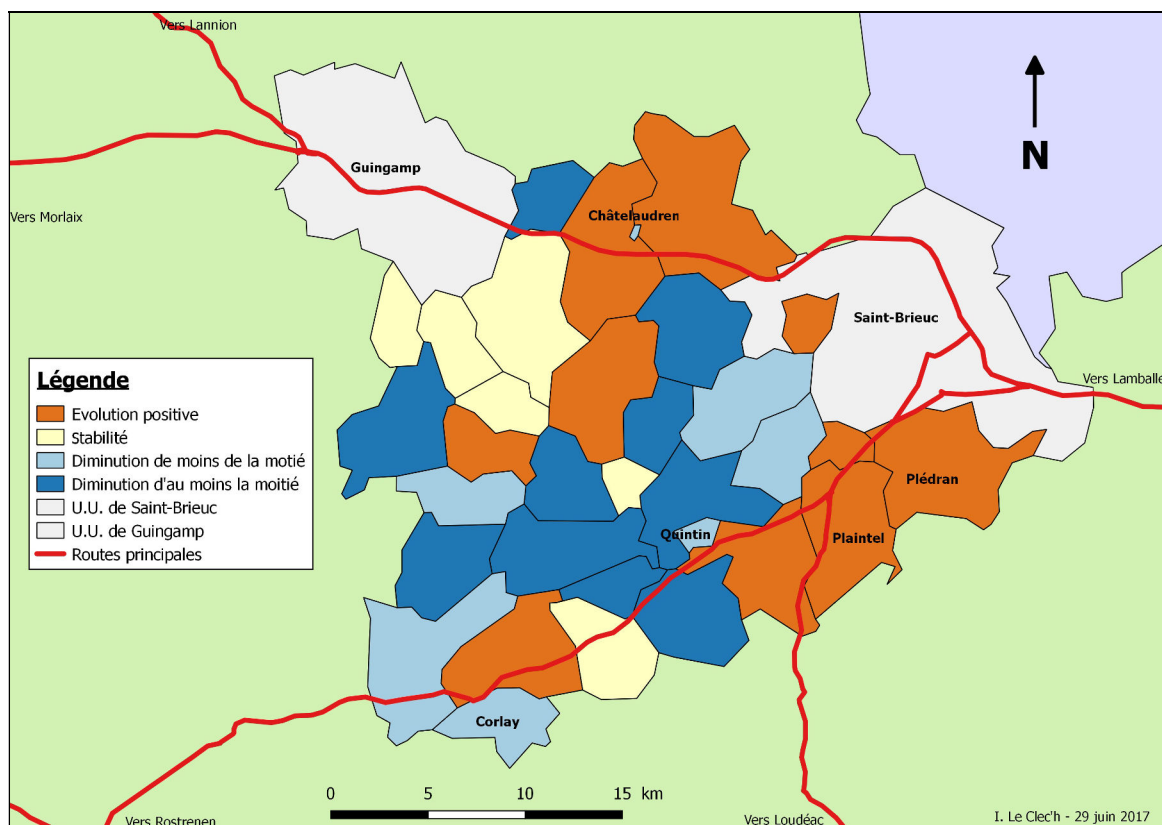 Vers Lannion
Guingamp
N
Châtelaudren
Vers Morlaix
Saint-Brieuc
Vers Lamballe
Légende
Evolution positive
Stabilité
Diminution de moins de la motié
Diminution d'au moins la moitié
U.U. de Saint-Brieuc
U.U. de Guingamp
Routes principales
Plédran
Quintin
Plaintel
Corlay
0 5 10 15 km
Vers Rostrenen
Vers Loudéac
I. Le Clec'h - 29 juin 2017